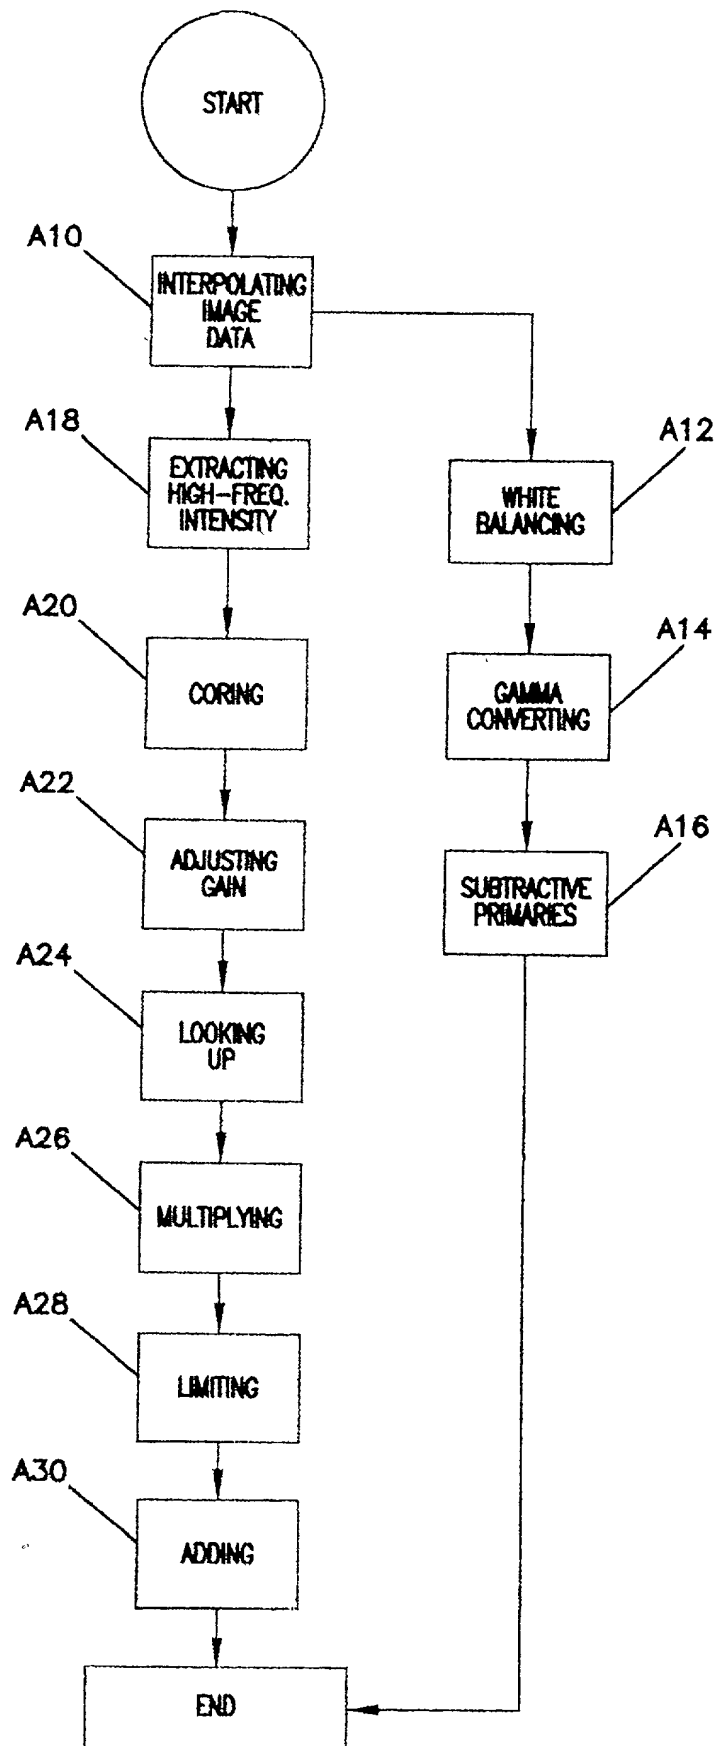 START
A10
INTERPOLATING
IMAGE
DATA
A18
EXTRACTING
HIGH-FREQ.
INTENSITY
A12
WHITE
BALANCING
A20
CORING
A14
GAMMA
CONVERTING
A22
ADJUSTING
GAIN
A16
SUBTRACTIVE
PRIMARIES
A24
LOOKING
UP
A26
MULTIPLYING
A28
LIMITING
A30
ADDING
END